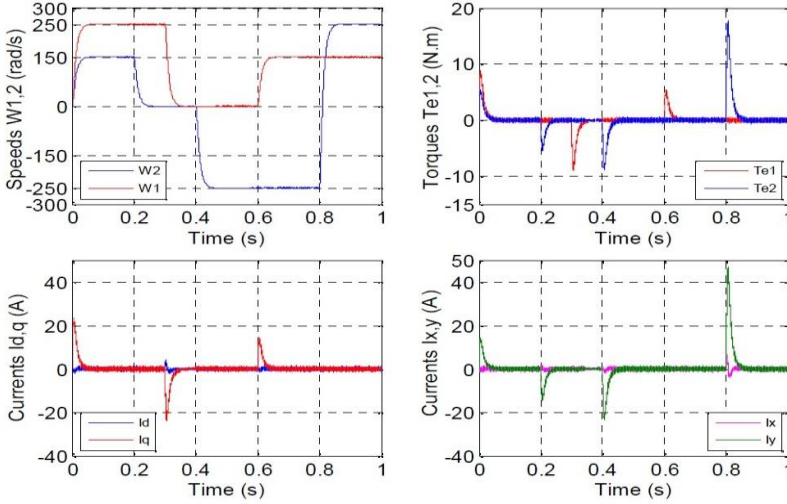 Speeds W1,2 (rad/s)
300
250
150
0
-150
-250
-300
W2
W1
0 0.2 0.4 0.6 0.8 1
Time (s)
Torques Te1,2 (N.m)
20
10
0
-10
-15
Te1
Te2
0 0.2 0.4 0.6 0.8 1
Time (s)
Currents Id,q (A)
40
20
0
-20
-40
Id
Iq
0 0.2 0.4 0.6 0.8 1
Time (s)
Currents Ix,y (A)
50
40
20
0
-20
-40
Ix
Iy
0 0.2 0.4 0.6 0.8 1
Time (s)